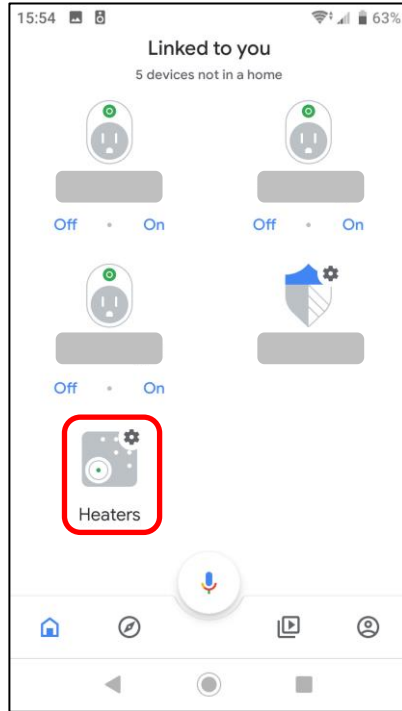 15:54 63%
Linked to you
5 devices not in a home
Off • On Off • On
Off • On
Heaters